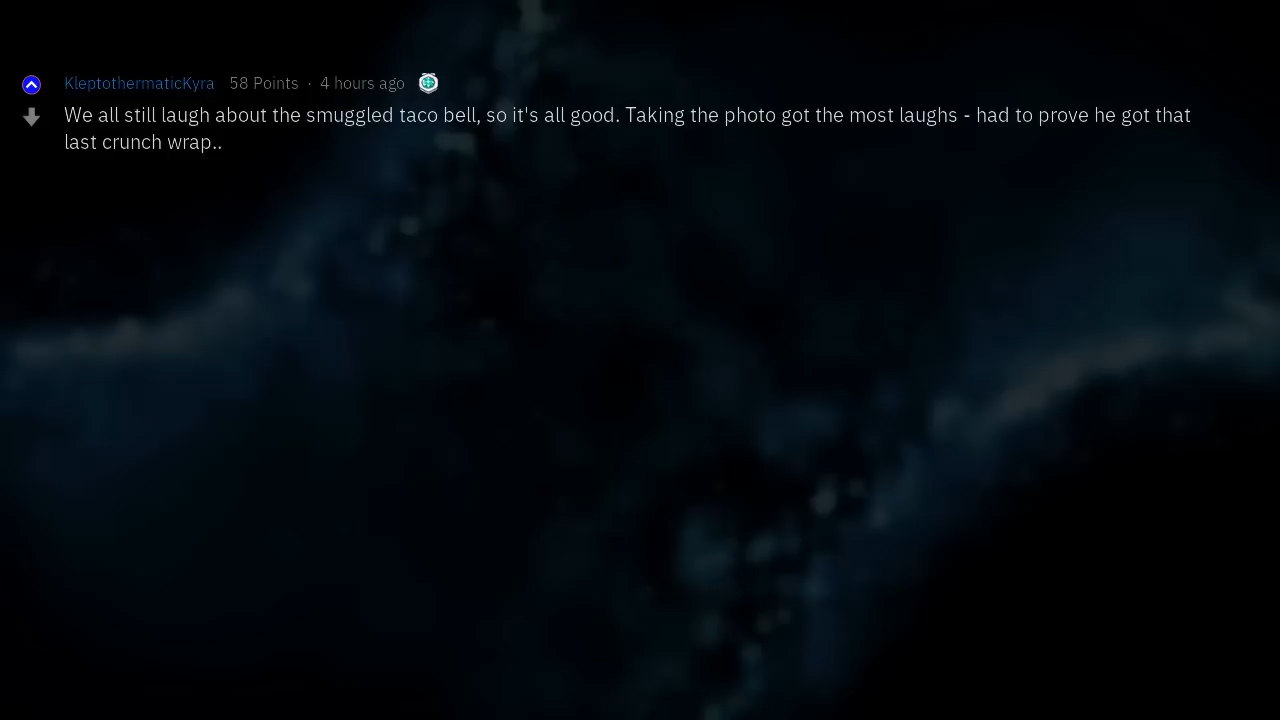 KleptothermaticKyra 58 Points · 4 hours ago
We all still laugh about the smuggled taco bell, so it's all good. Taking the photo got the most laughs - had to prove he got that
last crunch wrap..